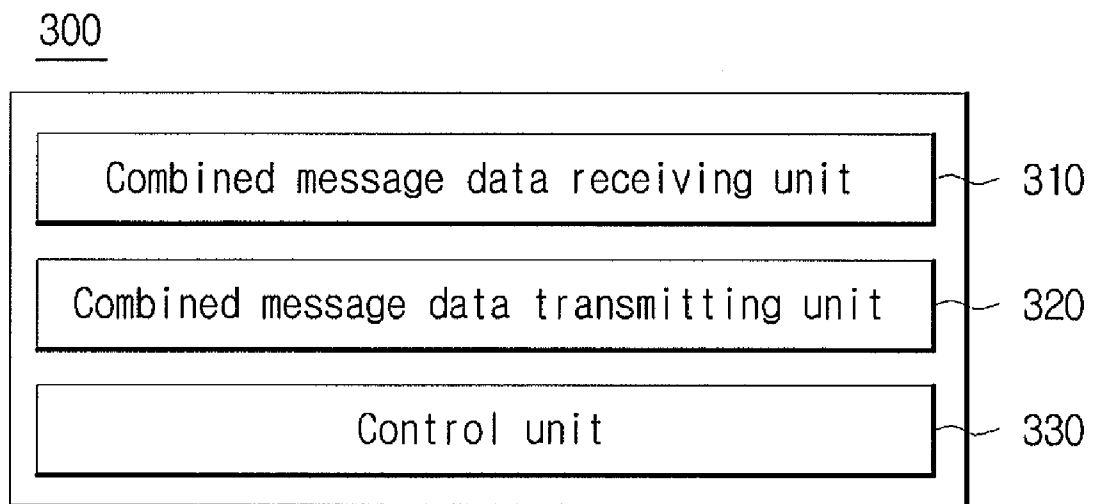 300
Combined message data receiving unit 310
Combined message data transmitting unit 320
Control unit 330